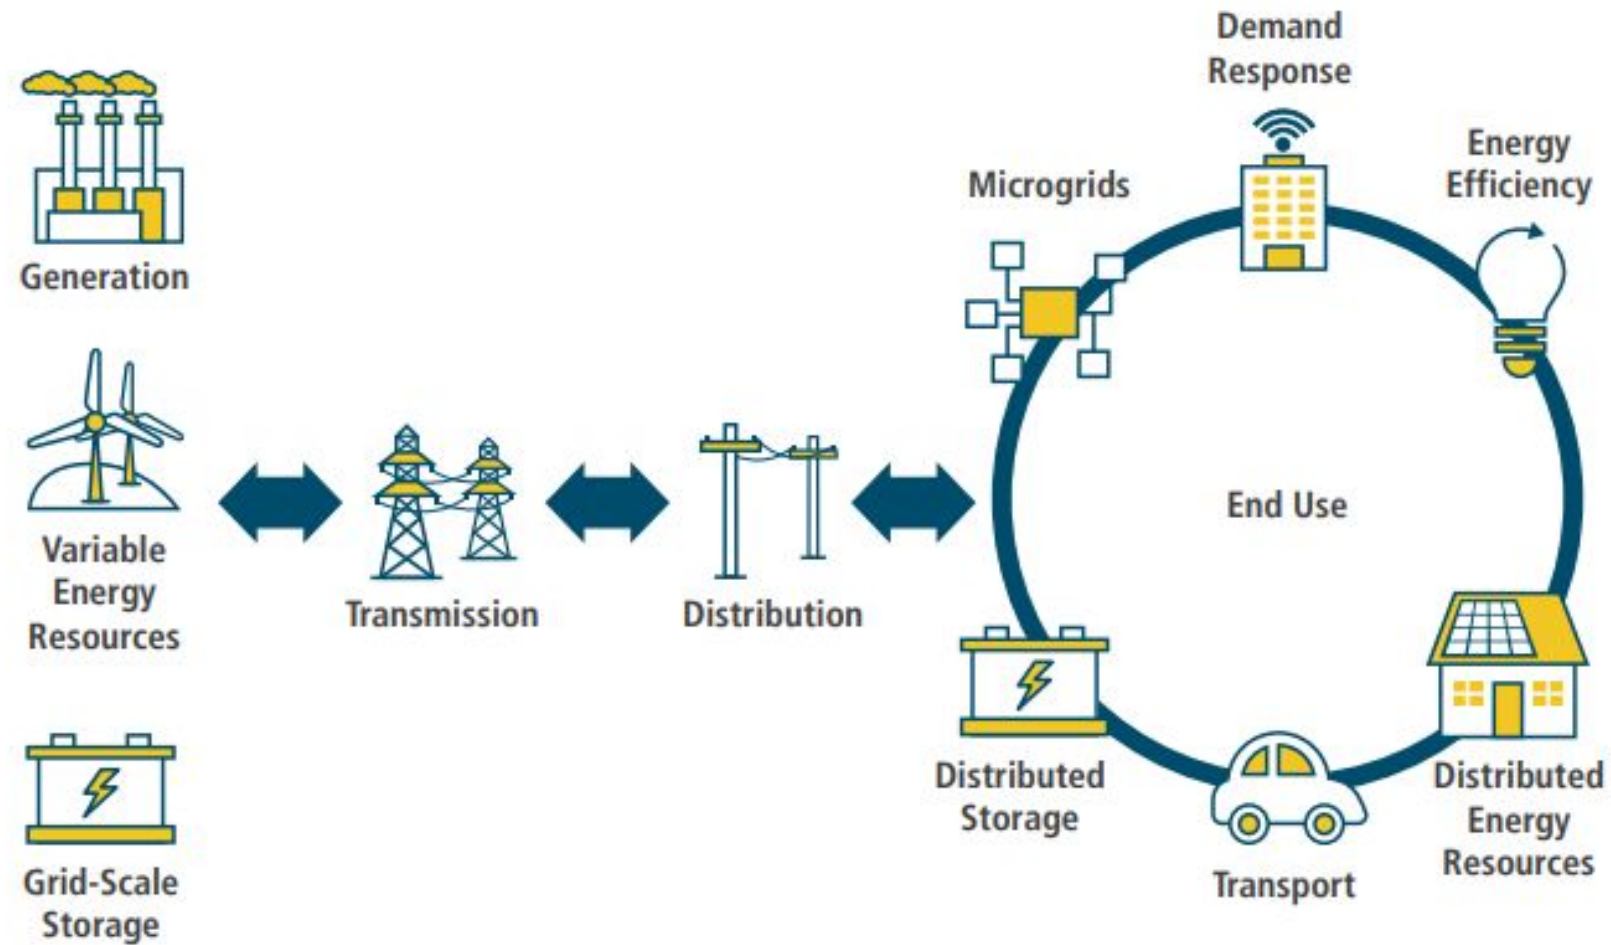 Generation
Variable
Energy
Resources
Grid-Scale
Storage
Transmission
Distribution
End Use
Microgrids
Demand
Response
Energy
Efficiency
Distributed
Energy
Resources
Transport
Distributed
Storage